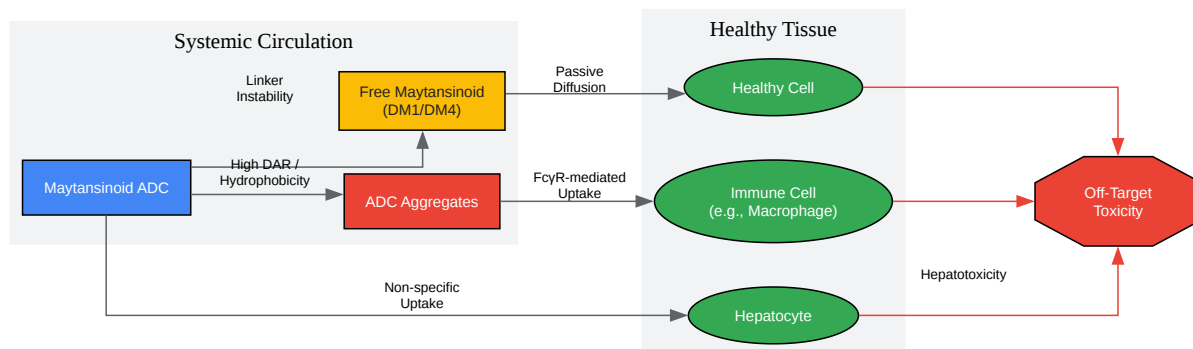 Systemic Circulation
Healthy Tissue
Linker
Instability
Free Maytansinoid
(DM1/DM4)
Passive
Diffusion
Healthy Cell
Maytansinoid ADC
High DAR /
Hydrophobicity
ADC Aggregates
FcγR-mediated
Uptake
Immune Cell
(e.g., Macrophage)
Off-Target
Toxicity
Non-specific
Uptake
Hepatocyte
Hepatotoxicity